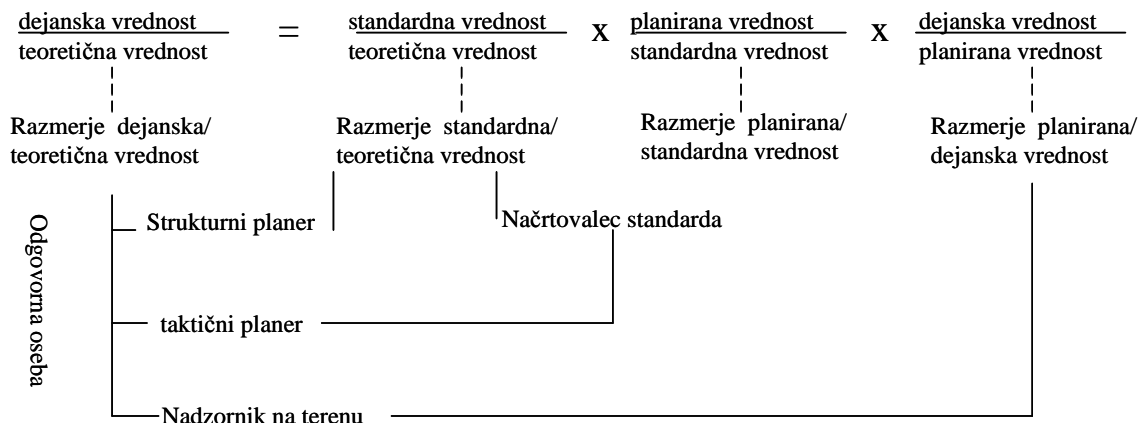 dejanska vrednost
teoretična vrednost
=
standardna vrednost
teoretična vrednost
x
planirana vrednost
standardna vrednost
x
dejanska vrednost
planirana vrednost
Razmerje dejanska/
teoretična vrednost
Razmerje standardna/
teoretična vrednost
Razmerje planirana/
standardna vrednost
Razmerje planirana/
dejanska vrednost
Odgovorna oseba
Strukturni planer
Načrtovalec standarda
taktični planer
Nadzornik na terenu